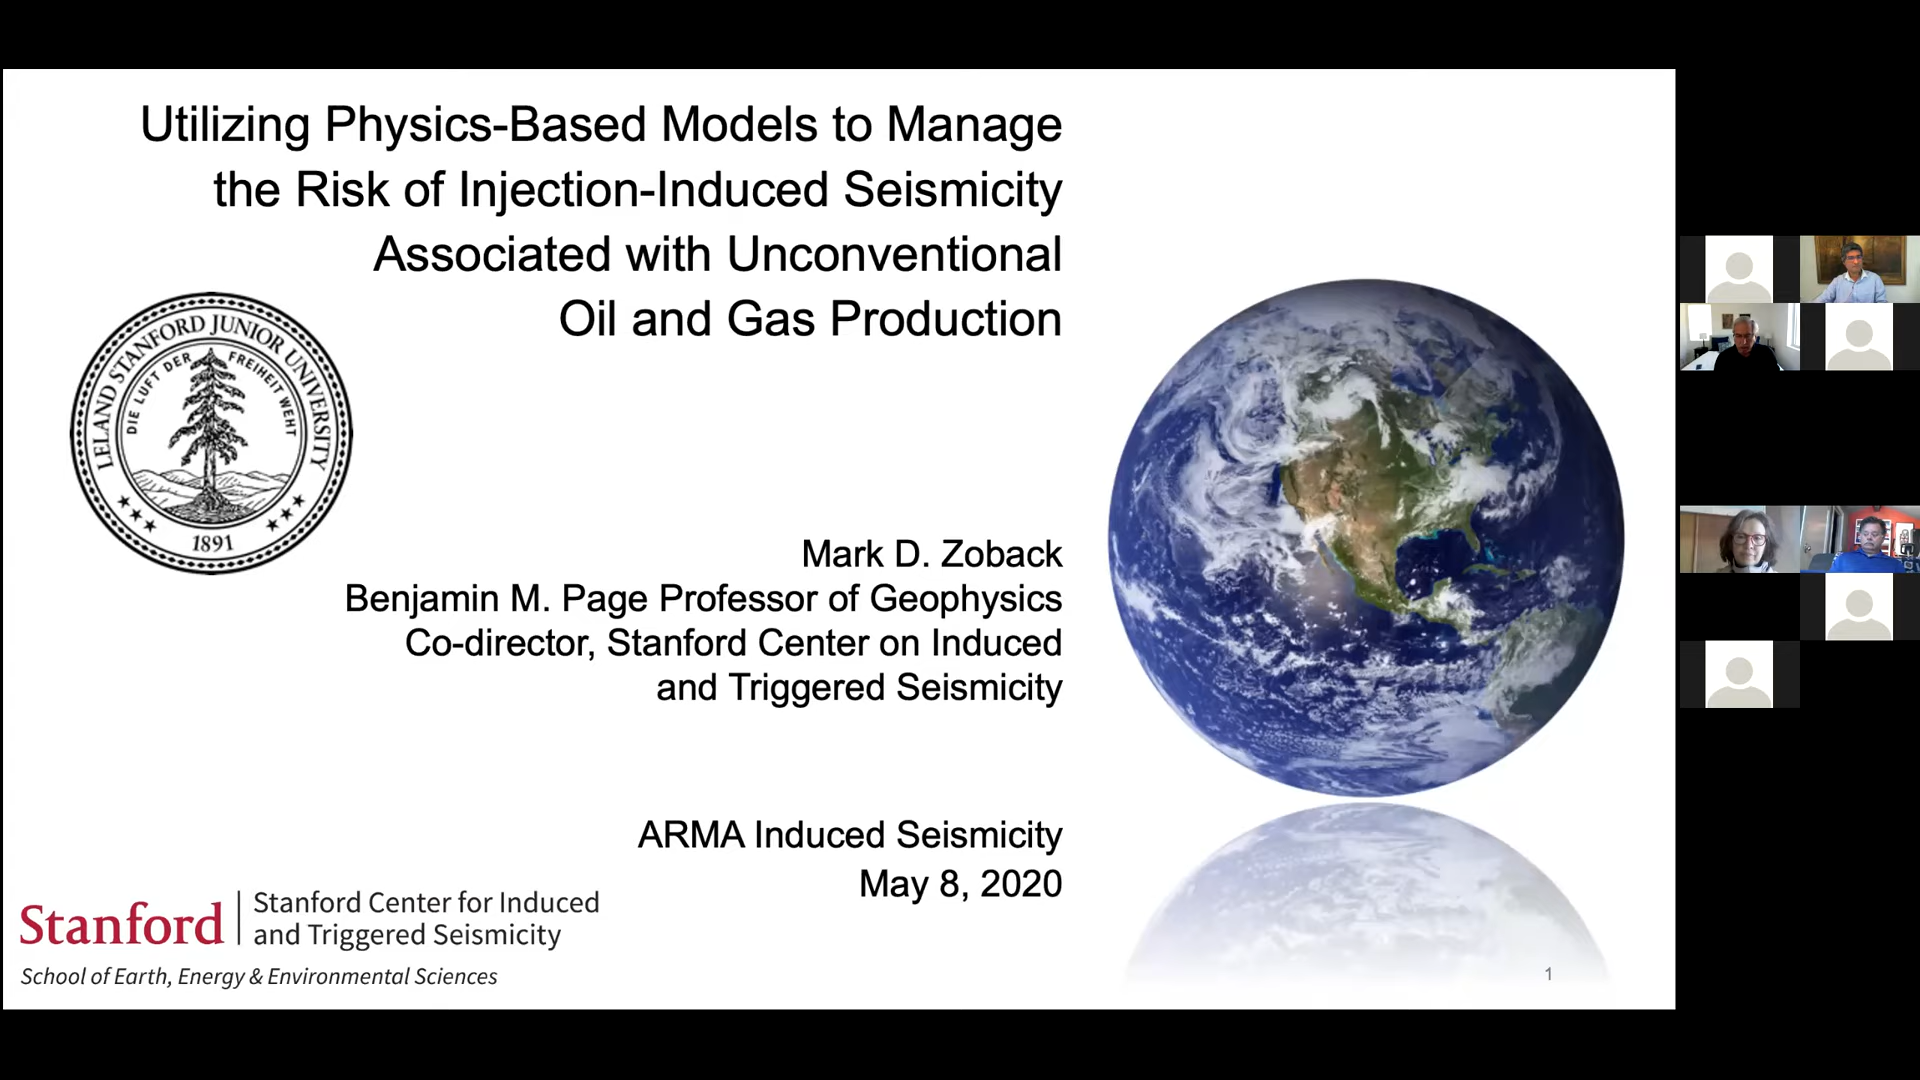 Utilizing Physics-Based Models to Manage
the Risk of Injection-Induced Seismicity
Associated with Unconventional
Oil and Gas Production
LELAND STANFORD JUNIOR UNIVERSITY
DIE LUFT DER FREIHEIT WEHT
1891
Mark D. Zoback
Benjamin M. Page Professor of Geophysics
Co-director, Stanford Center on Induced
and Triggered Seismicity
ARMA Induced Seismicity
May 8, 2020
Stanford
Stanford Center for Induced
and Triggered Seismicity
School of Earth, Energy & Environmental Sciences
1